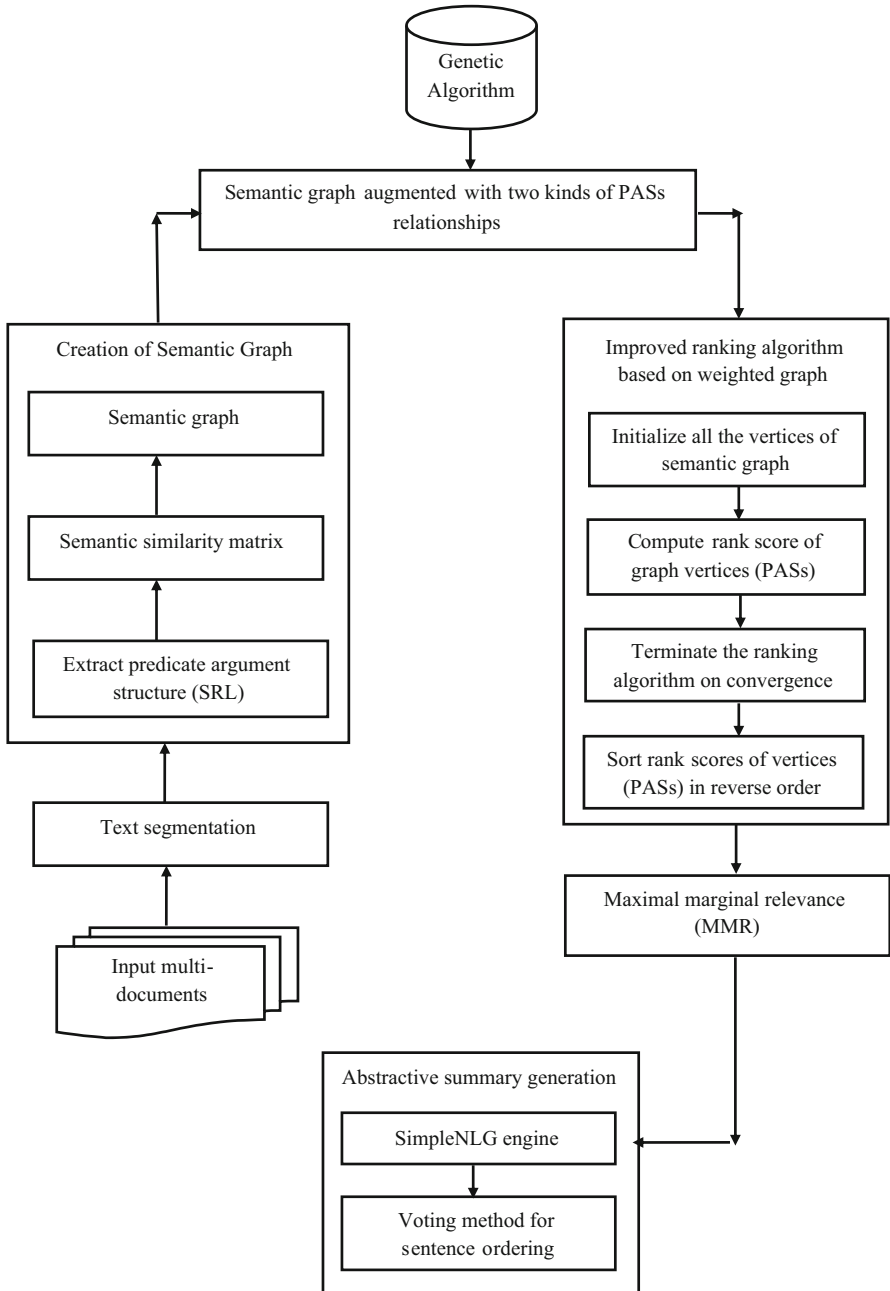 Genetic
Algorithm
Semantic graph augmented with two kinds of PASs
relationships
Creation of Semantic Graph
Semantic graph
Semantic similarity matrix
Extract predicate argument
structure (SRL)
Text segmentation
Input multi-
documents
Improved ranking algorithm
based on weighted graph
Initialize all the vertices of
semantic graph
Compute rank score of
graph vertices (PASs)
Terminate the ranking
algorithm on convergence
Sort rank scores of vertices
(PASs) in reverse order
Maximal marginal relevance
(MMR)
Abstractive summary generation
SimpleNLG engine
Voting method for
sentence ordering